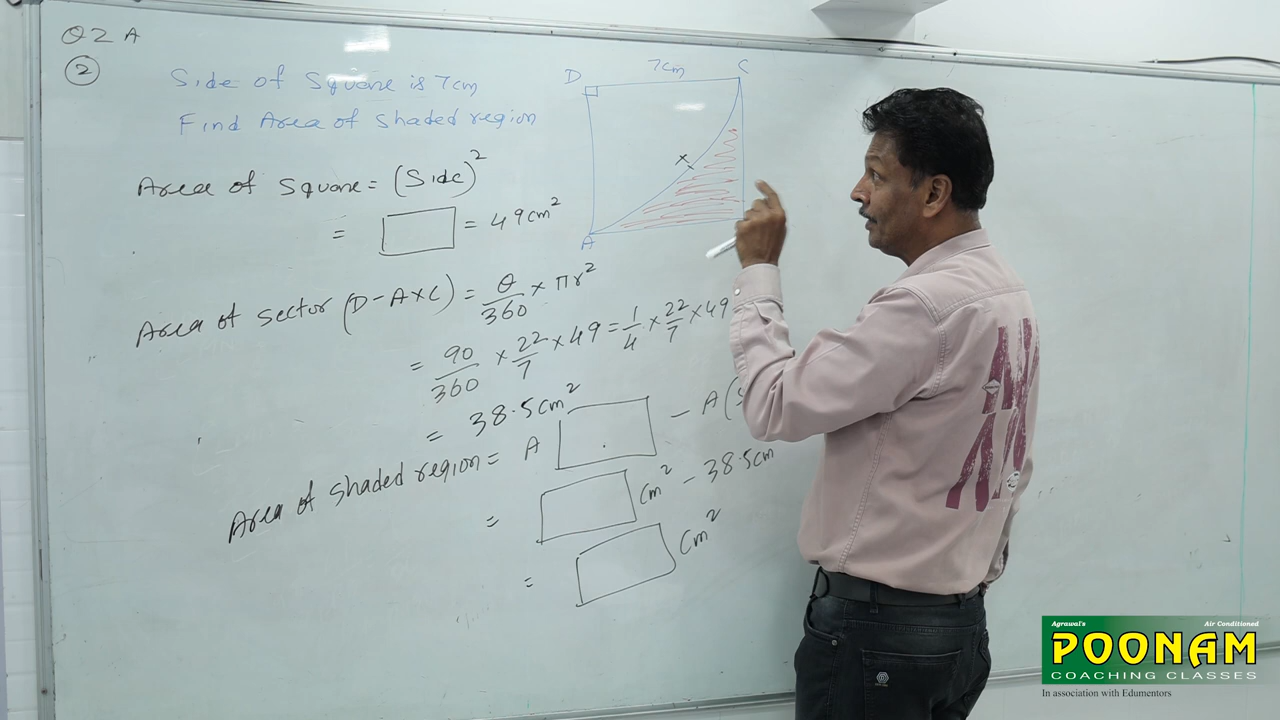 Q 2 A
②
Side of Square is 7cm
Find Area of shaded region
D 7cm C
X
A
Area of Square = (Side)²
= = 49cm²
Area of sector (D-AXC) = θ/360 × πr²
= 90/360 × 22/7 × 49 = 1/4 × 22/7 × 49
= 38.5cm²
Area of shaded region = A - A(
= cm² - 38.5cm
= cm²
Agrawal's Air Conditioned
POONAM
COACHING CLASSES
In association with Edumentors